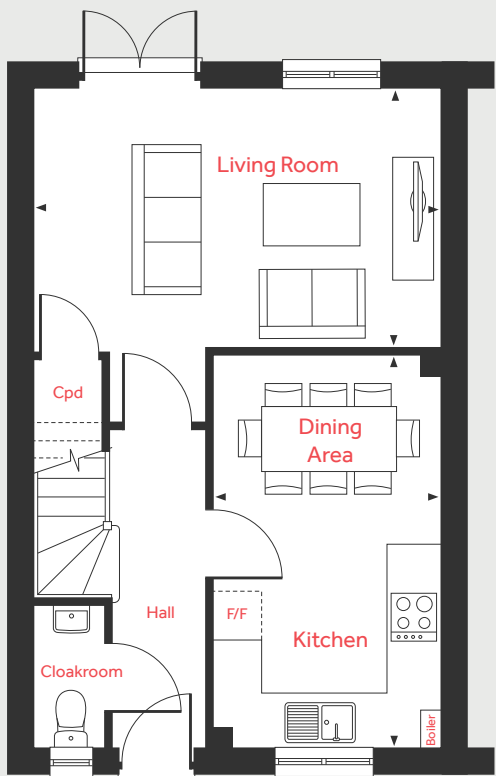 Living Room
Cpd
Dining
Area
Hall
F/F
Kitchen
Cloakroom
Boiler